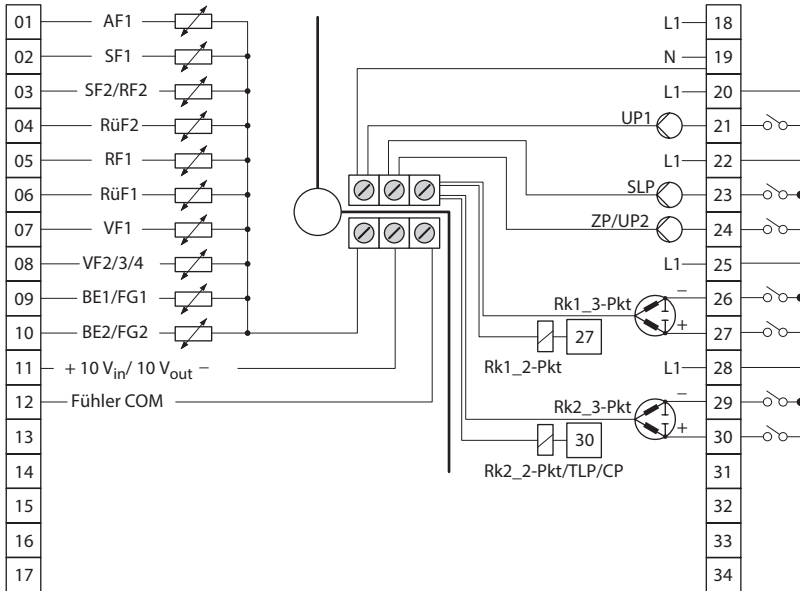 01 AF1
02 SF1
03 SF2/RF2
04 RüF2
05 RF1
06 RüF1
07 VF1
08 VF2/3/4
09 BE1/FG1
10 BE2/FG2
11 + 10 Vin/ 10 Vout −
12 Fühler COM
13
14
15
16
17
L1 18
N 19
L1 20
UP1 21
L1 22
SLP 23
ZP/UP2 24
L1 25
− 26
Rk1_3-Pkt
+ 27
27
Rk1_2-Pkt
L1 28
− 29
Rk2_3-Pkt
+ 30
30
Rk2_2-Pkt/TLP/CP
31
32
33
34